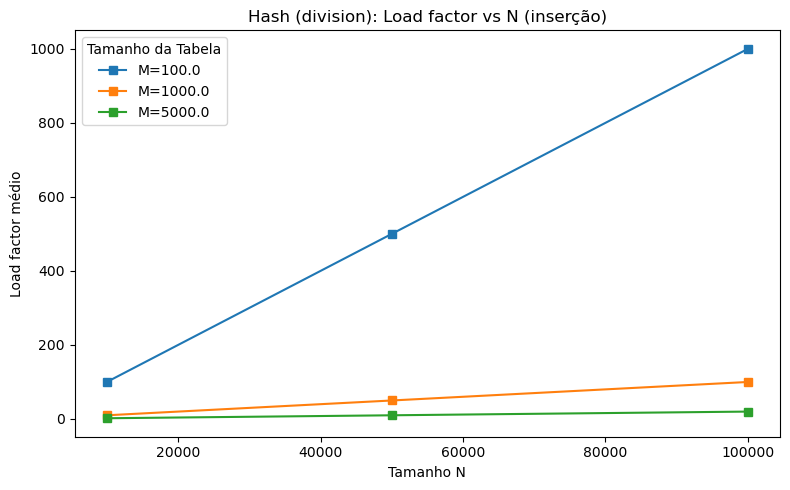 Hash (division): Load factor vs N (inserção)
Tamanho da Tabela
M=100.0
M=1000.0
M=5000.0
Load factor médio
1000
800
600
400
200
0
20000
40000
60000
80000
100000
Tamanho N